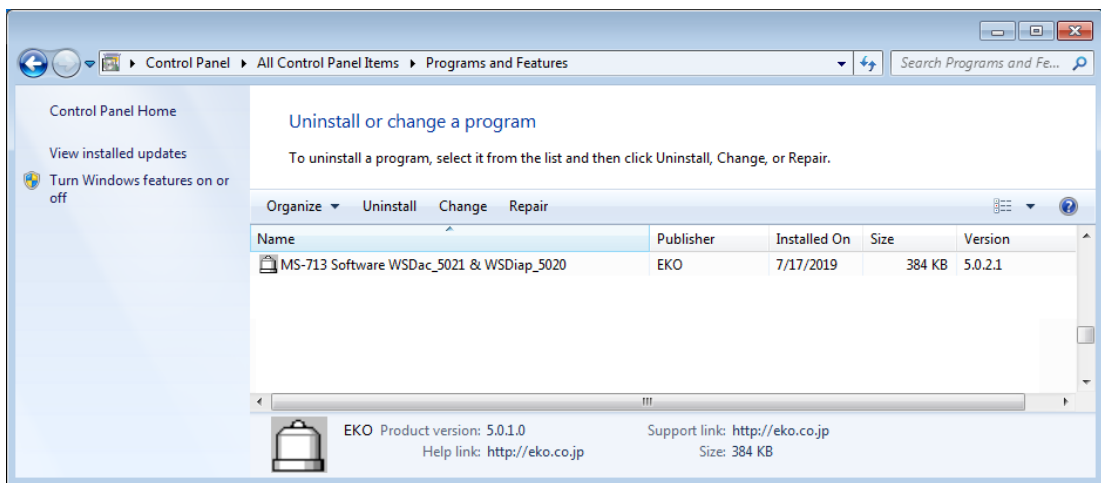 Control Panel ▸ All Control Panel Items ▸ Programs and Features
Search Programs and Fe...
Control Panel Home
View installed updates
Turn Windows features on or
off
Uninstall or change a program
To uninstall a program, select it from the list and then click Uninstall, Change, or Repair.
Organize Uninstall Change Repair
Name Publisher Installed On Size Version
MS-713 Software WSDac_5021 & WSDiap_5020 EKO 7/17/2019 384 KB 5.0.2.1
EKO Product version: 5.0.1.0 Support link: http://eko.co.jp
Help link: http://eko.co.jp Size: 384 KB